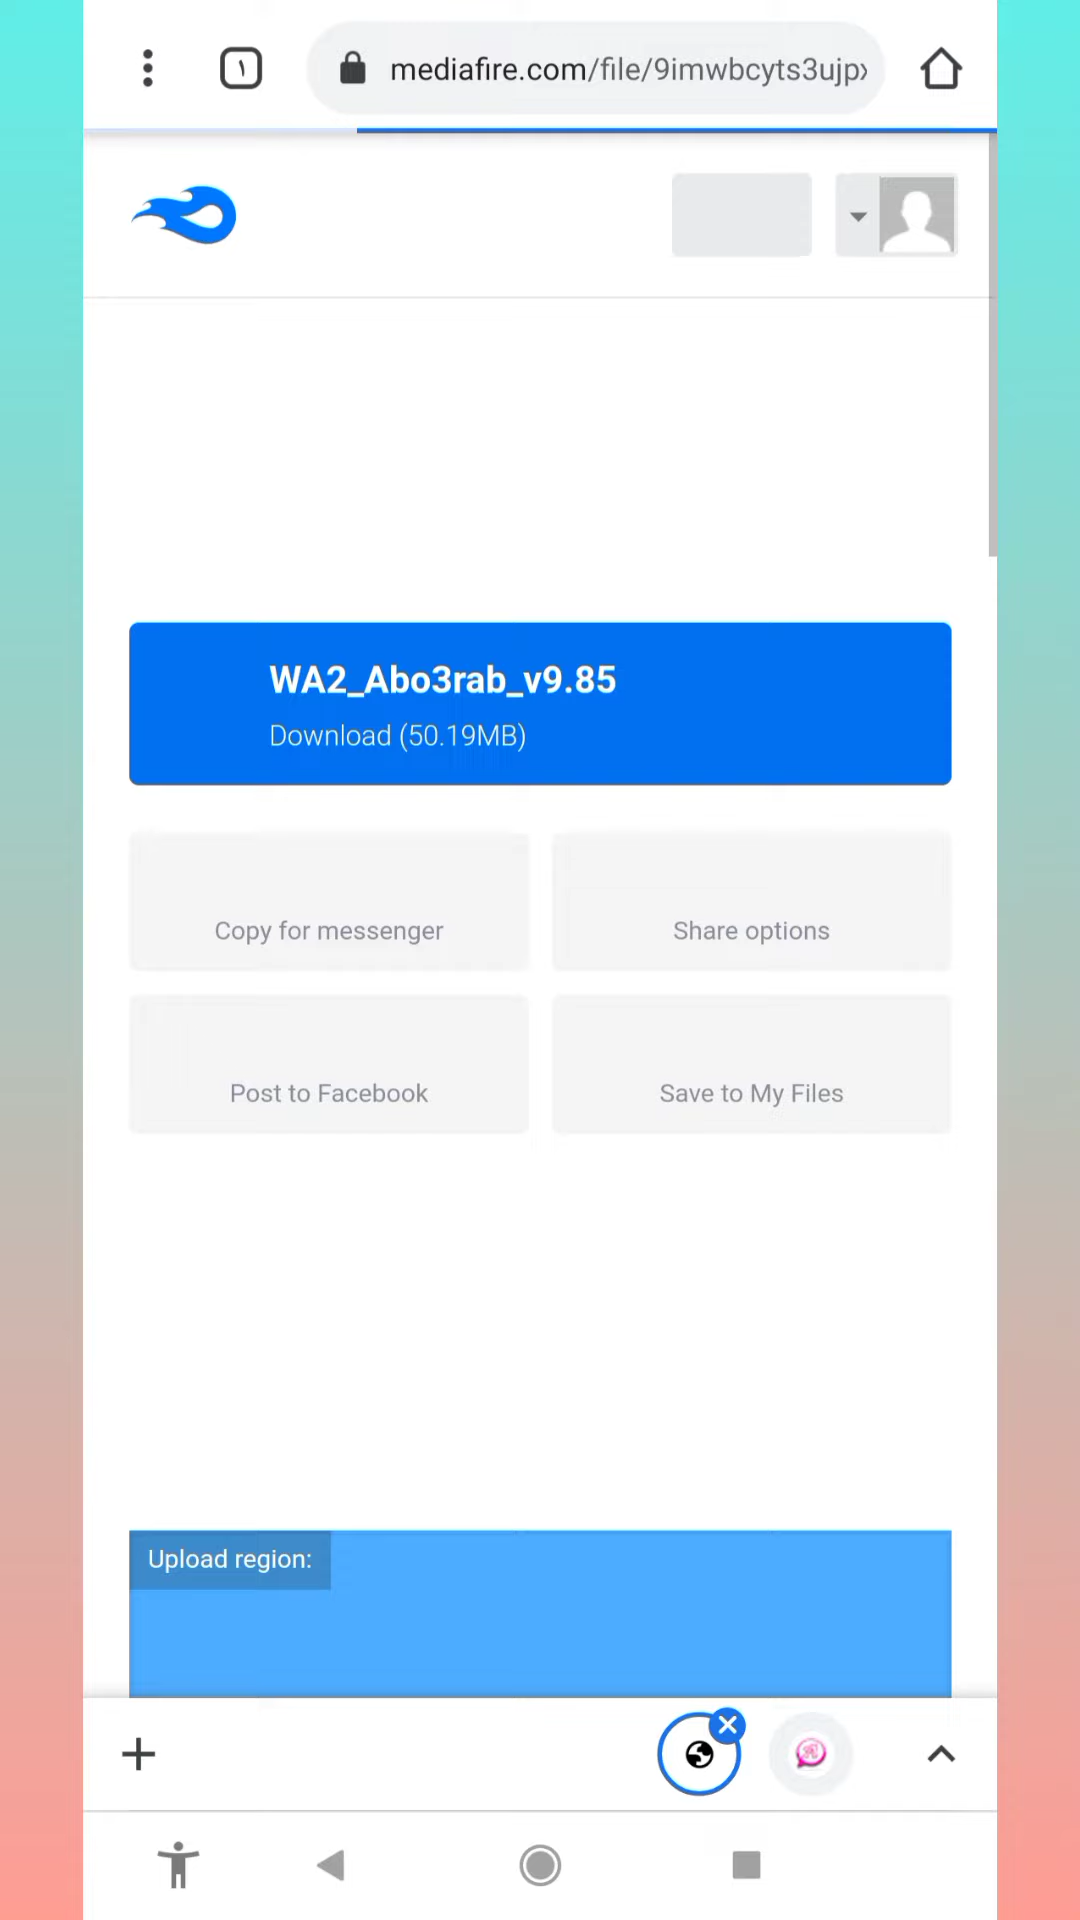 ١
mediafire.com/file/9imwbcyts3ujp
WA2_Abo3rab_v9.85
Download (50.19MB)
Copy for messenger
Share options
Post to Facebook
Save to My Files
Upload region: